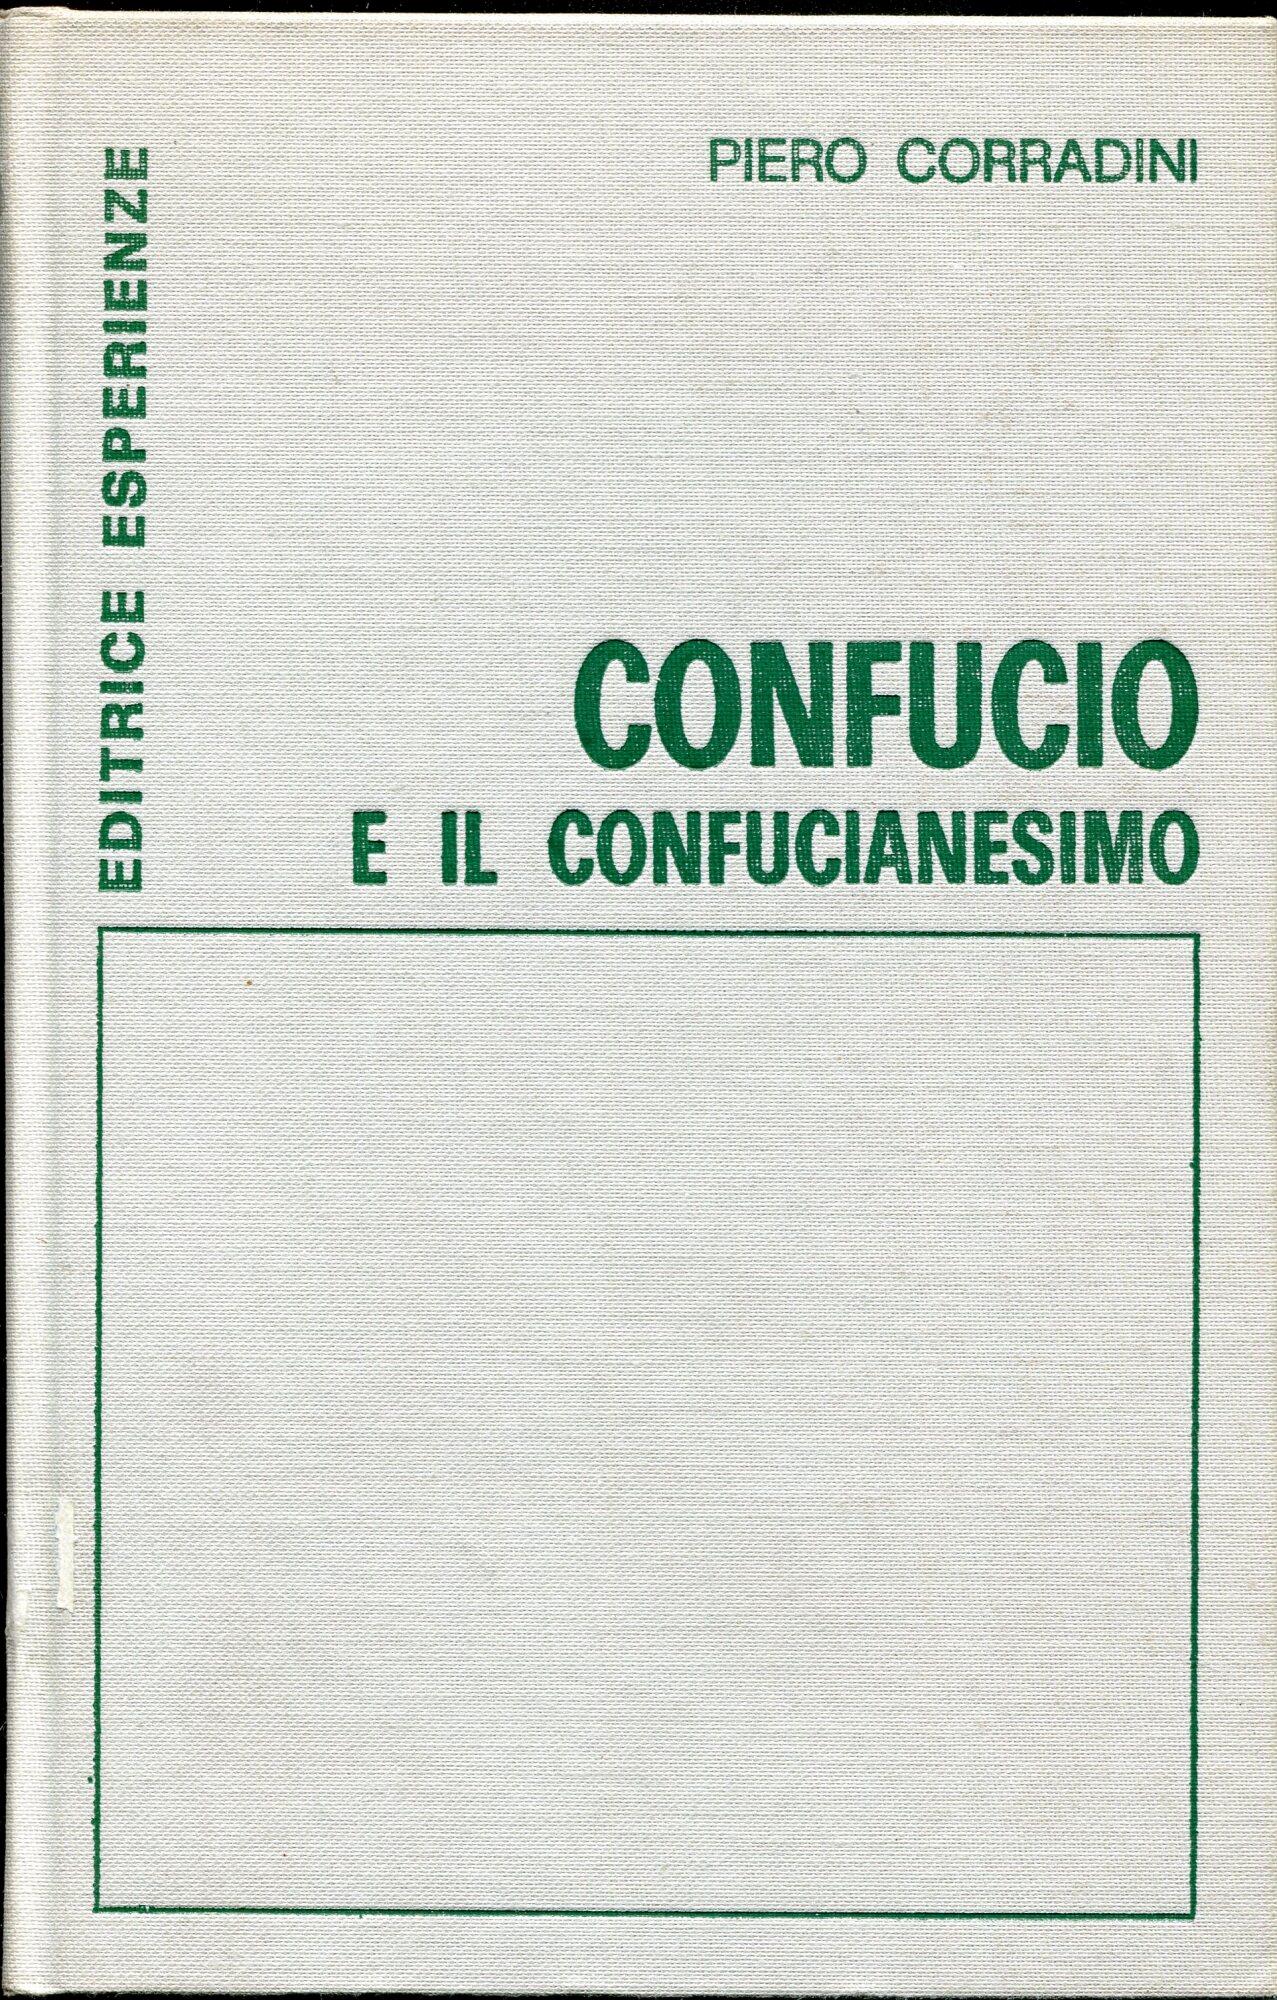 PIERO CORRADINI
EDITRICE ESPERIENZE
CONFUCIO
E IL CONFUCIANESIMO